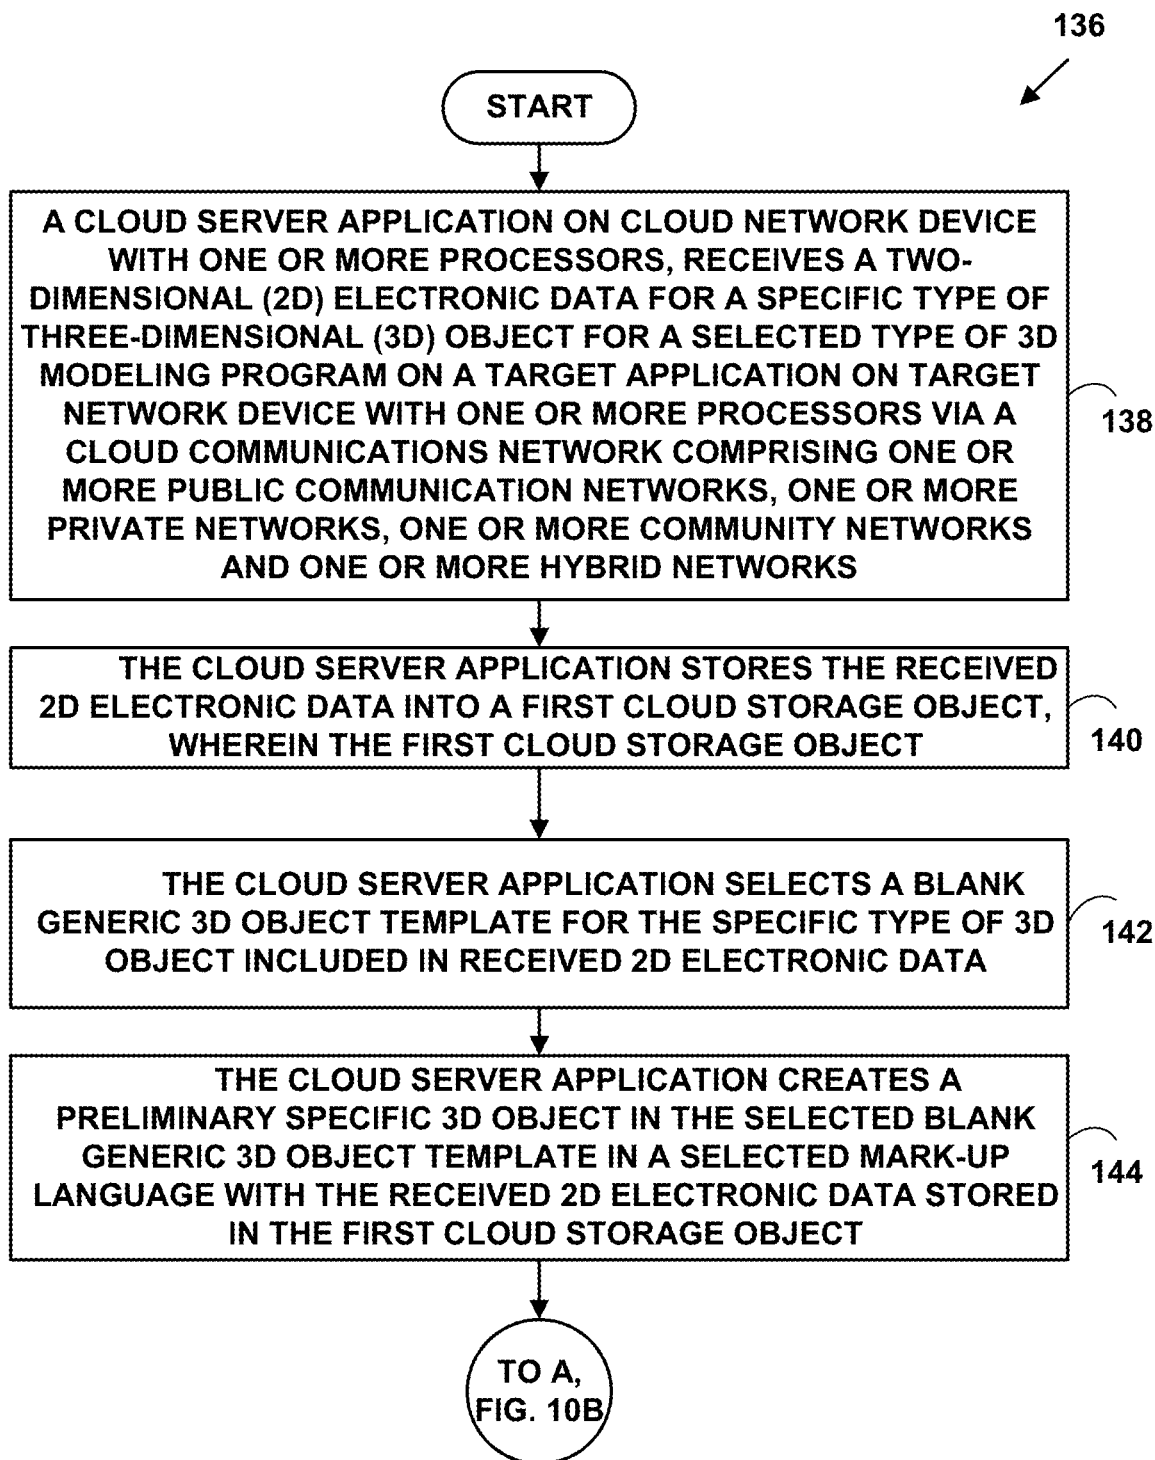 136
START
A CLOUD SERVER APPLICATION ON CLOUD NETWORK DEVICE
WITH ONE OR MORE PROCESSORS, RECEIVES A TWO-
DIMENSIONAL (2D) ELECTRONIC DATA FOR A SPECIFIC TYPE OF
THREE-DIMENSIONAL (3D) OBJECT FOR A SELECTED TYPE OF 3D
MODELING PROGRAM ON A TARGET APPLICATION ON TARGET
NETWORK DEVICE WITH ONE OR MORE PROCESSORS VIA A
CLOUD COMMUNICATIONS NETWORK COMPRISING ONE OR
MORE PUBLIC COMMUNICATION NETWORKS, ONE OR MORE
PRIVATE NETWORKS, ONE OR MORE COMMUNITY NETWORKS
AND ONE OR MORE HYBRID NETWORKS
138
THE CLOUD SERVER APPLICATION STORES THE RECEIVED
2D ELECTRONIC DATA INTO A FIRST CLOUD STORAGE OBJECT,
WHEREIN THE FIRST CLOUD STORAGE OBJECT
140
THE CLOUD SERVER APPLICATION SELECTS A BLANK
GENERIC 3D OBJECT TEMPLATE FOR THE SPECIFIC TYPE OF 3D
OBJECT INCLUDED IN RECEIVED 2D ELECTRONIC DATA
142
THE CLOUD SERVER APPLICATION CREATES A
PRELIMINARY SPECIFIC 3D OBJECT IN THE SELECTED BLANK
GENERIC 3D OBJECT TEMPLATE IN A SELECTED MARK-UP
LANGUAGE WITH THE RECEIVED 2D ELECTRONIC DATA STORED
IN THE FIRST CLOUD STORAGE OBJECT
144
TO A,
FIG. 10B